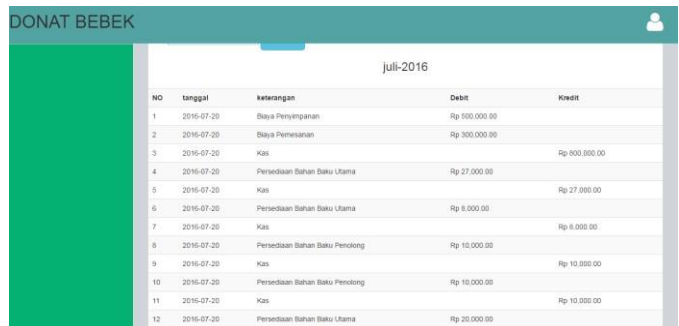 DONAT BEBEK
juli-2016
NO tanggal keterangan Debit Kredit
1 2016-07-20 Biaya Penyimpanan Rp 500,000.00
2 2016-07-20 Biaya Pemesanan Rp 300,000.00
3 2016-07-20 Kas Rp 800,000.00
4 2016-07-20 Persediaan Bahan Baku Utama Rp 27,000.00
5 2016-07-20 Kas Rp 27,000.00
6 2016-07-20 Persediaan Bahan Baku Utama Rp 8,000.00
7 2016-07-20 Kas Rp 8,000.00
8 2016-07-20 Persediaan Bahan Baku Penolong Rp 10,000.00
9 2016-07-20 Kas Rp 10,000.00
10 2016-07-20 Persediaan Bahan Baku Penolong Rp 10,000.00
11 2016-07-20 Kas Rp 10,000.00
12 2016-07-20 Persediaan Bahan Baku Utama Rp 20,000.00